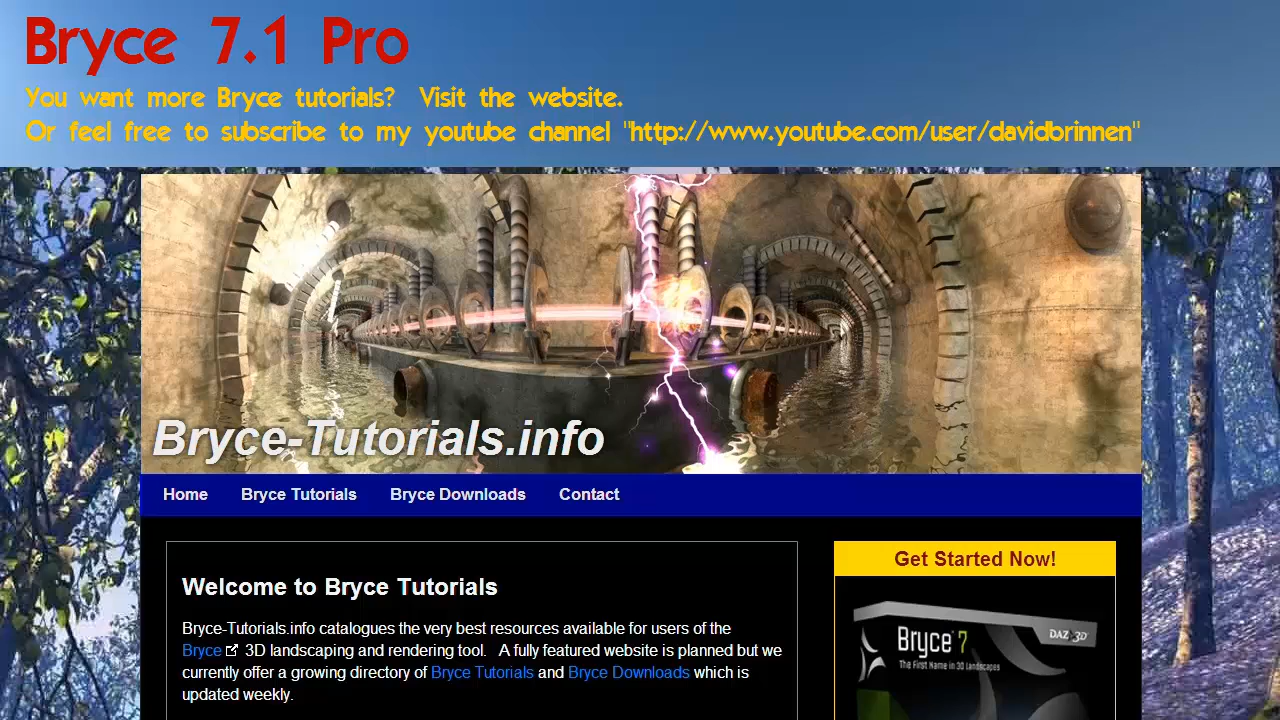 Bryce 7.1 Pro
You want more Bryce tutorials? Visit the website.
Or feel free to subscribe to my youtube channel "http://www.youtube.com/user/davidbrinnen"
Bryce-Tutorials.info
Home Bryce Tutorials Bryce Downloads Contact
Welcome to Bryce Tutorials
Bryce-Tutorials.info catalogues the very best resources available for users of the
Bryce 3D landscaping and rendering tool. A fully featured website is planned but we
currently offer a growing directory of Bryce Tutorials and Bryce Downloads which is
updated weekly.
Get Started Now!
DAZ 3D
Bryce 7
The First Name in 3D Landscapes